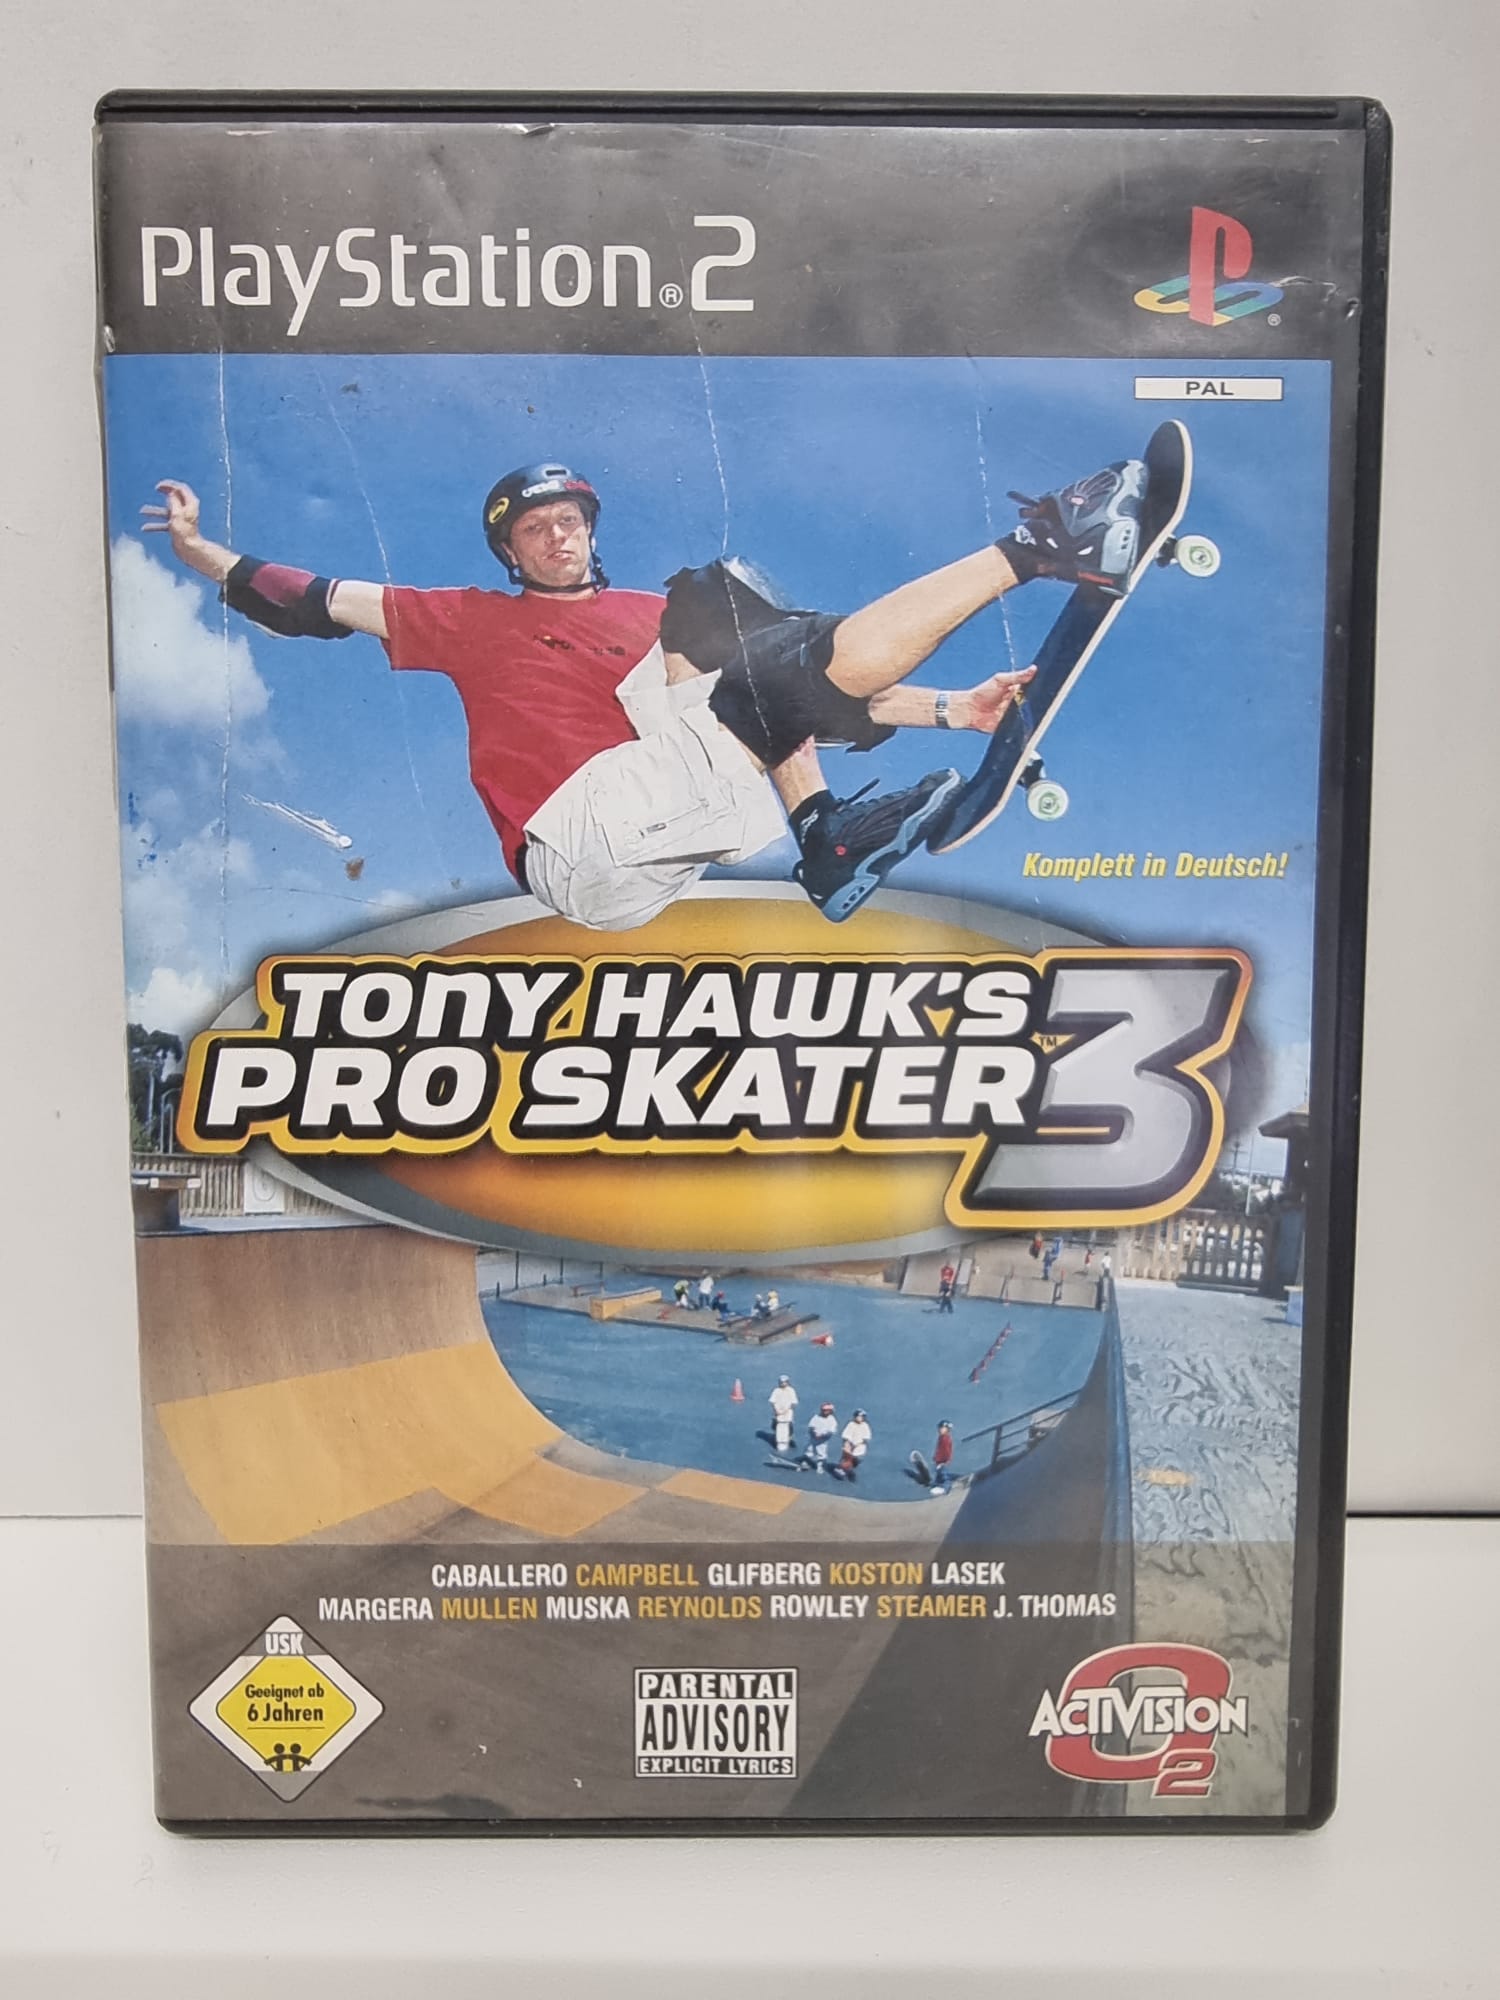 PlayStation®2
PAL
Komplett in Deutsch!
TONY HAWK'S
PRO SKATER™3
CABALLERO CAMPBELL GLIFBERG KOSTON LASEK
MARGERA MULLEN MUSKA REYNOLDS ROWLEY STEAMER J. THOMAS
USK
Geeignet ab
6 Jahren
PARENTAL
ADVISORY
EXPLICIT LYRICS
ACTIVISION
O2